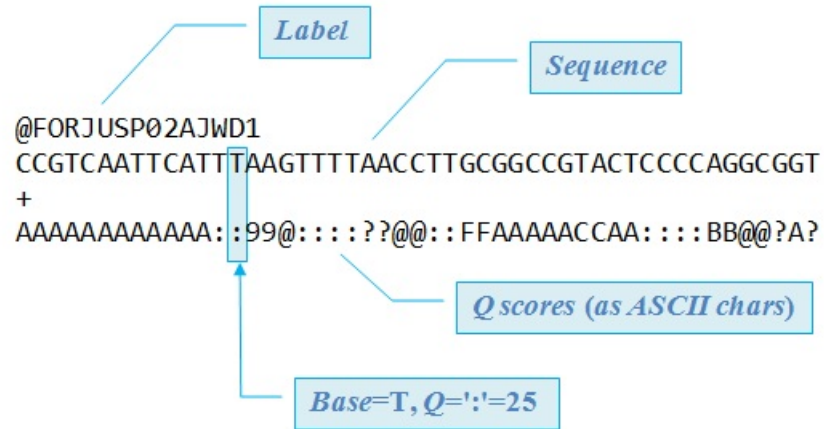 Label
Sequence
@FORJUSP02AJWD1
CCGTCAATTCATTTAAGTTTTAACCTTGCGGCCGTACTCCCCAGGCGGT
+
AAAAAAAAAAAA::99@::::??@@::FFAAAAACCAA::::BB@@?A?
Q scores (as ASCII chars)
Base=T, Q=':'=25